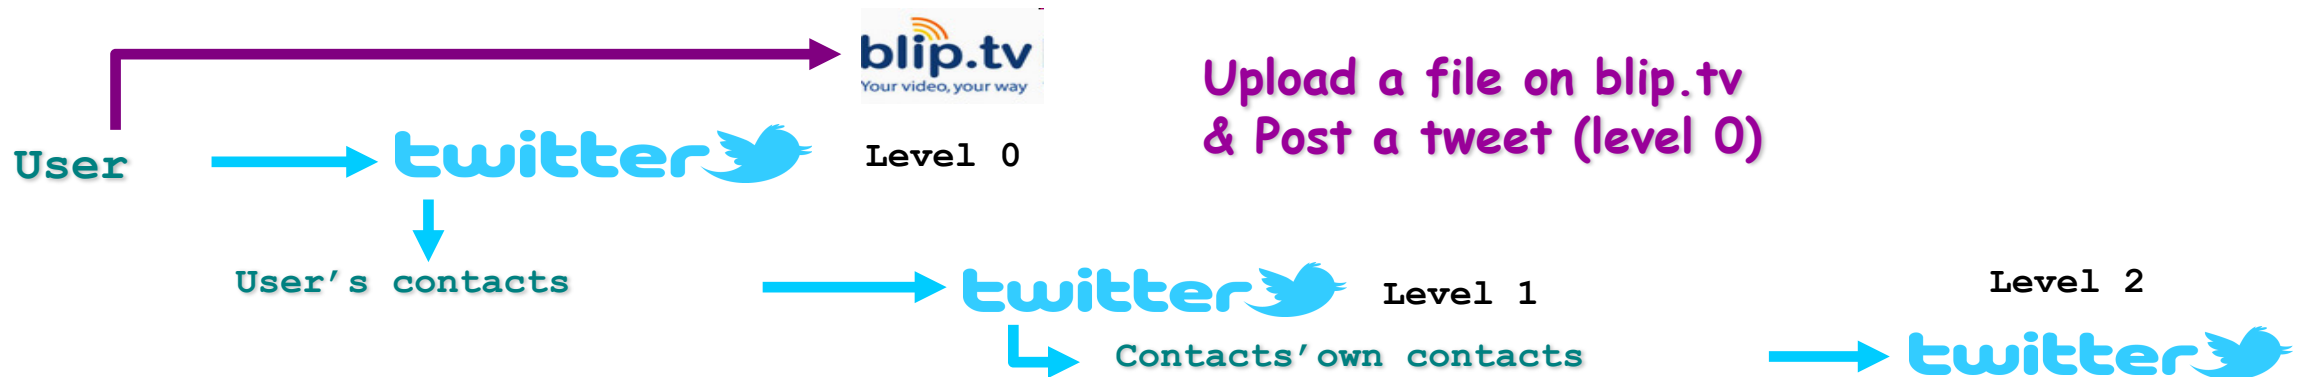 blip.tv
Your video, your way
Upload a file on blip.tv
& Post a tweet (level 0)
User
twitter
Level 0
User's contacts
twitter
Level 1
Level 2
Contacts'own contacts
twitter